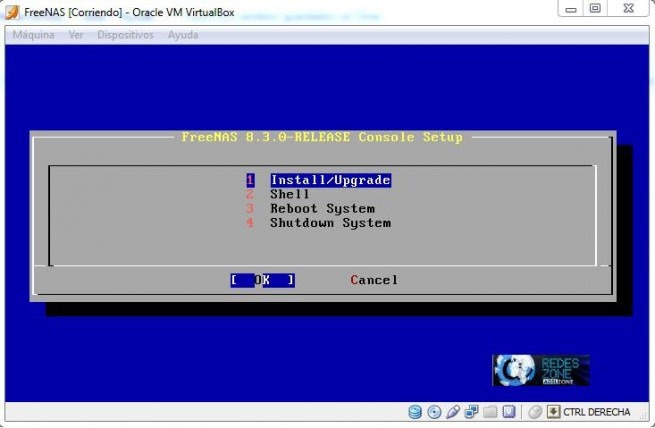 FreeNAS [Corriendo] - Oracle VM VirtualBox
Máquina Ver Dispositivos Ayuda
FreeNAS 8.3.0-RELEASE Console Setup
1 Install/Upgrade
2 Shell
3 Reboot System
4 Shutdown System
[ OK ] Cancel
REDES
ZONE
ADSLZONE
CTRL DERECHA